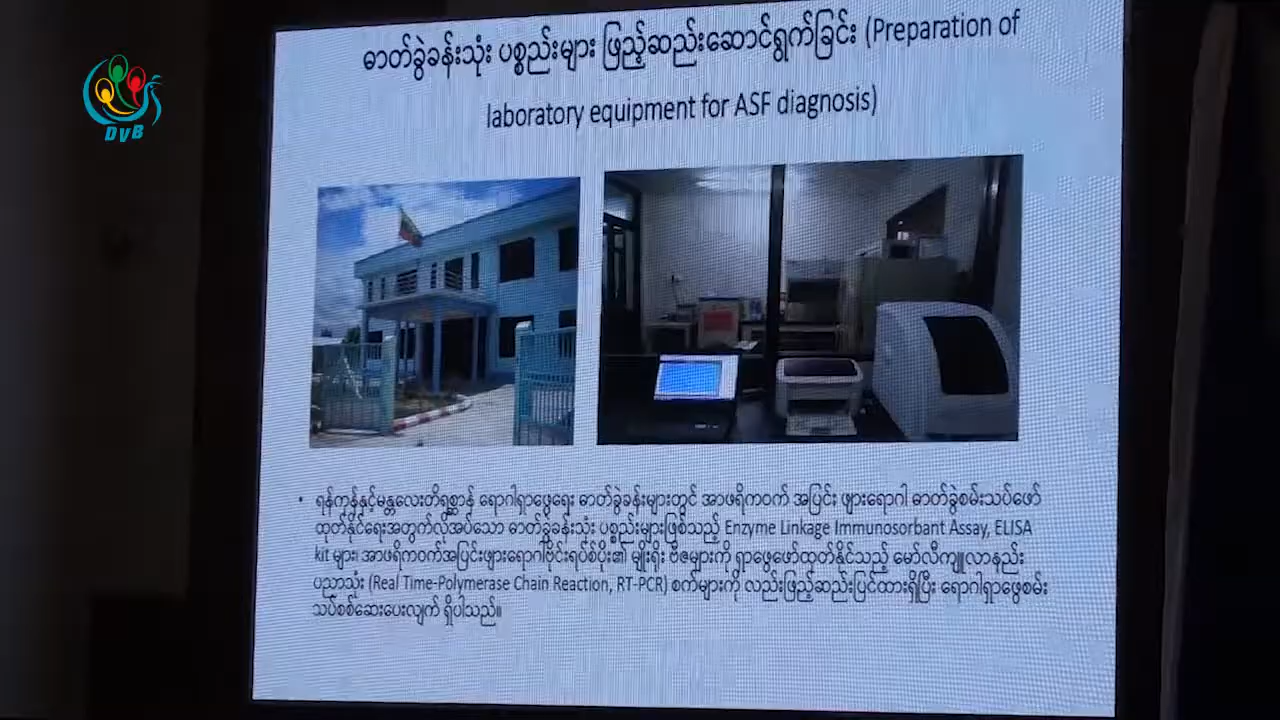 DVB
ဓာတ်ခွဲခန်းသုံး ပစ္စည်းများ ဖြည့်ဆည်းဆောင်ရွက်ခြင်း (Preparation of
laboratory equipment for ASF diagnosis)
• ရန်ကုန်နှင့်မန္တလေးတိရစ္ဆာန် ရောဂါရှာဖွေရေး ဓာတ်ခွဲခန်းများတွင် အာဖရိကဝက် အပြင်း ဖျားရောဂါ ဓာတ်ခွဲစမ်းသပ်ဖော်
ထုတ်နိုင်ရေးအတွက်လိုအပ်သော ဓာတ်ခွဲခန်းသုံး ပစ္စည်းများဖြစ်သည့် Enzyme Linkage Immunosorbant Assay, ELISA
kit များ၊ အာဖရိကဝက်အပြင်းဖျားရောဂါဗိုင်းရပ်စ်ပိုး၏ မျိုးရိုး ဗီဇများကို ရှာဖွေဖော်ထုတ်နိုင်သည့် မော်လီကျူလာနည်း
ပညာသုံး (Real Time-Polymerase Chain Reaction, RT-PCR) စက်များကို လည်းဖြည့်ဆည်းပြင်ထားရှိပြီး ရောဂါရှာဖွေစမ်း
သပ်စစ်ဆေးပေးလျက် ရှိပါသည်။